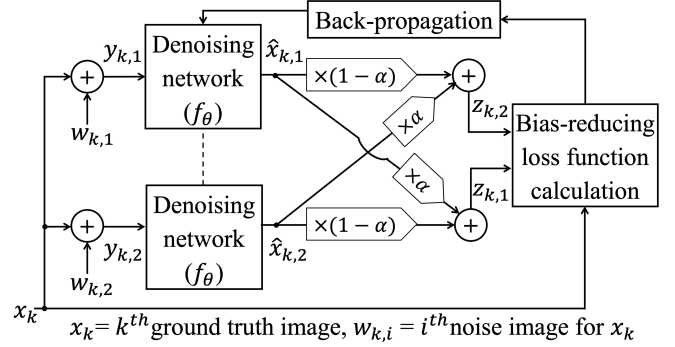 Back-propagation
y_{k,1}
Denoising
network
(f_θ)
x̂_{k,1}
×(1 − α)
+
+
w_{k,1}
×α
z_{k,2}
Bias-reducing
loss function
calculation
×α
z_{k,1}
Denoising
network
(f_θ)
×(1 − α)
+
+
y_{k,2}
x̂_{k,2}
w_{k,2}
x_k
x_k = k^{th} ground truth image, w_{k,i} = i^{th} noise image for x_k